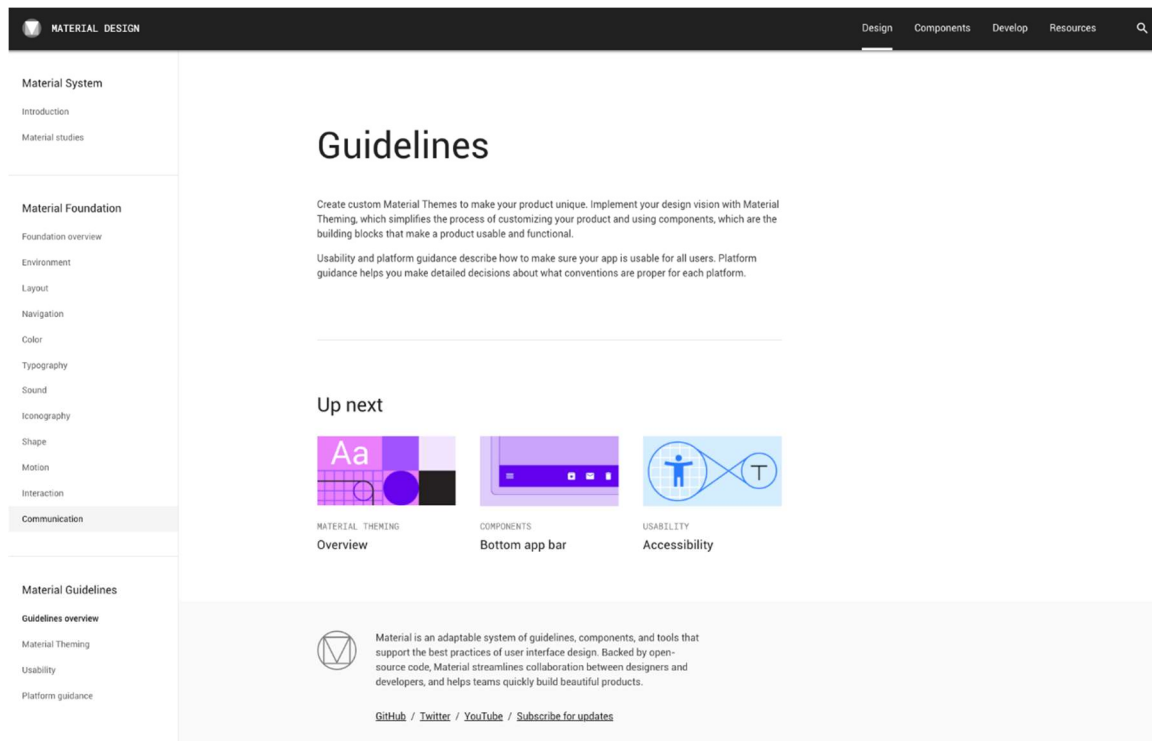 MATERIAL DESIGN
Design
Components
Develop
Resources
Material System
Introduction
Material studies
Material Foundation
Foundation overview
Environment
Layout
Navigation
Color
Typography
Sound
Iconography
Shape
Motion
Interaction
Communication
Material Guidelines
Guidelines overview
Material Theming
Usability
Platform guidance
Guidelines
Create custom Material Themes to make your product unique. Implement your design vision with Material
Theming, which simplifies the process of customizing your product and using components, which are the
building blocks that make a product usable and functional.
Usability and platform guidance describe how to make sure your app is usable for all users. Platform
guidance helps you make detailed decisions about what conventions are proper for each platform.
Up next
Aa
MATERIAL THEMING
Overview
COMPONENTS
Bottom app bar
T
USABILITY
Accessibility
Material is an adaptable system of guidelines, components, and tools that
support the best practices of user interface design. Backed by open-
source code, Material streamlines collaboration between designers and
developers, and helps teams quickly build beautiful products.
GitHub / Twitter / YouTube / Subscribe for updates